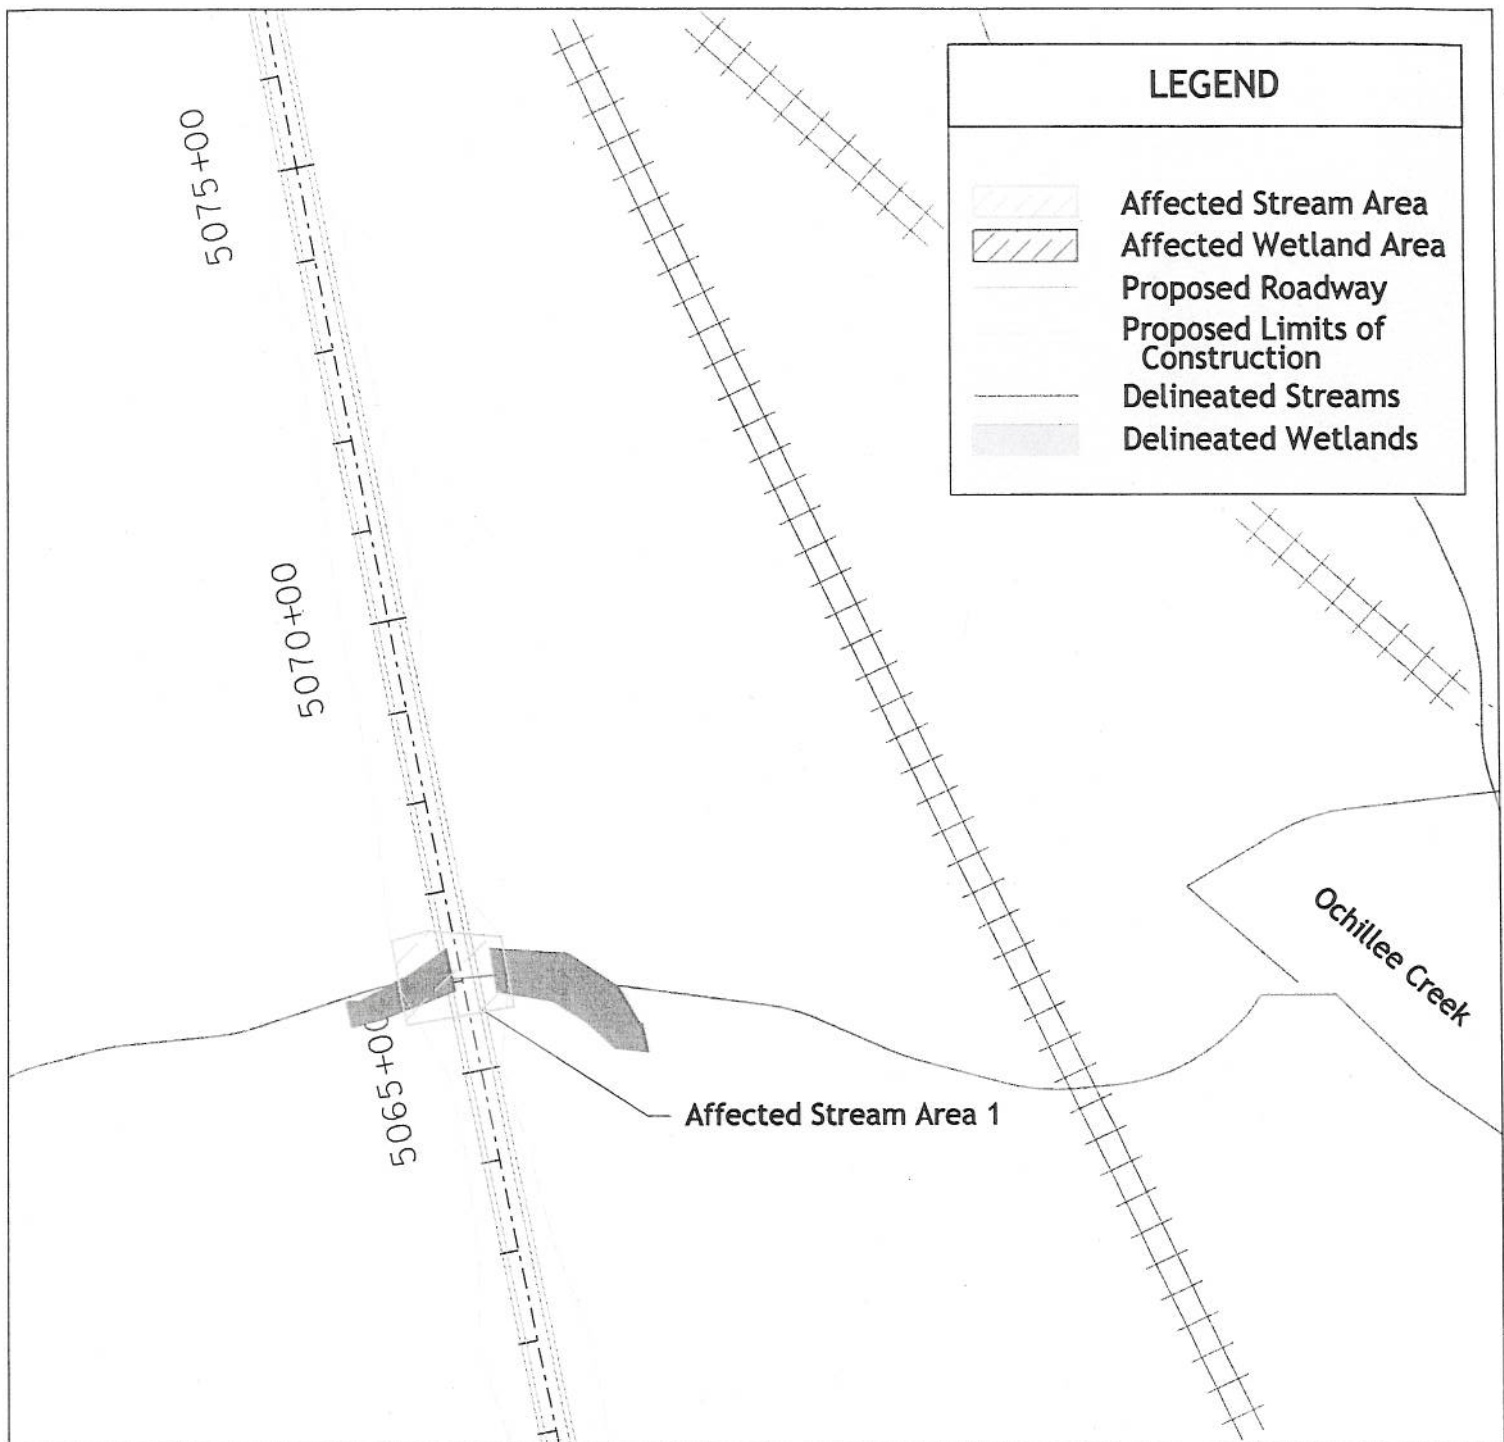 LEGEND
Affected Stream Area
Affected Wetland Area
Proposed Roadway
Proposed Limits of
Construction
Delineated Streams
Delineated Wetlands
5075+00
5070+00
5065+00
Ochillee Creek
Affected Stream Area 1